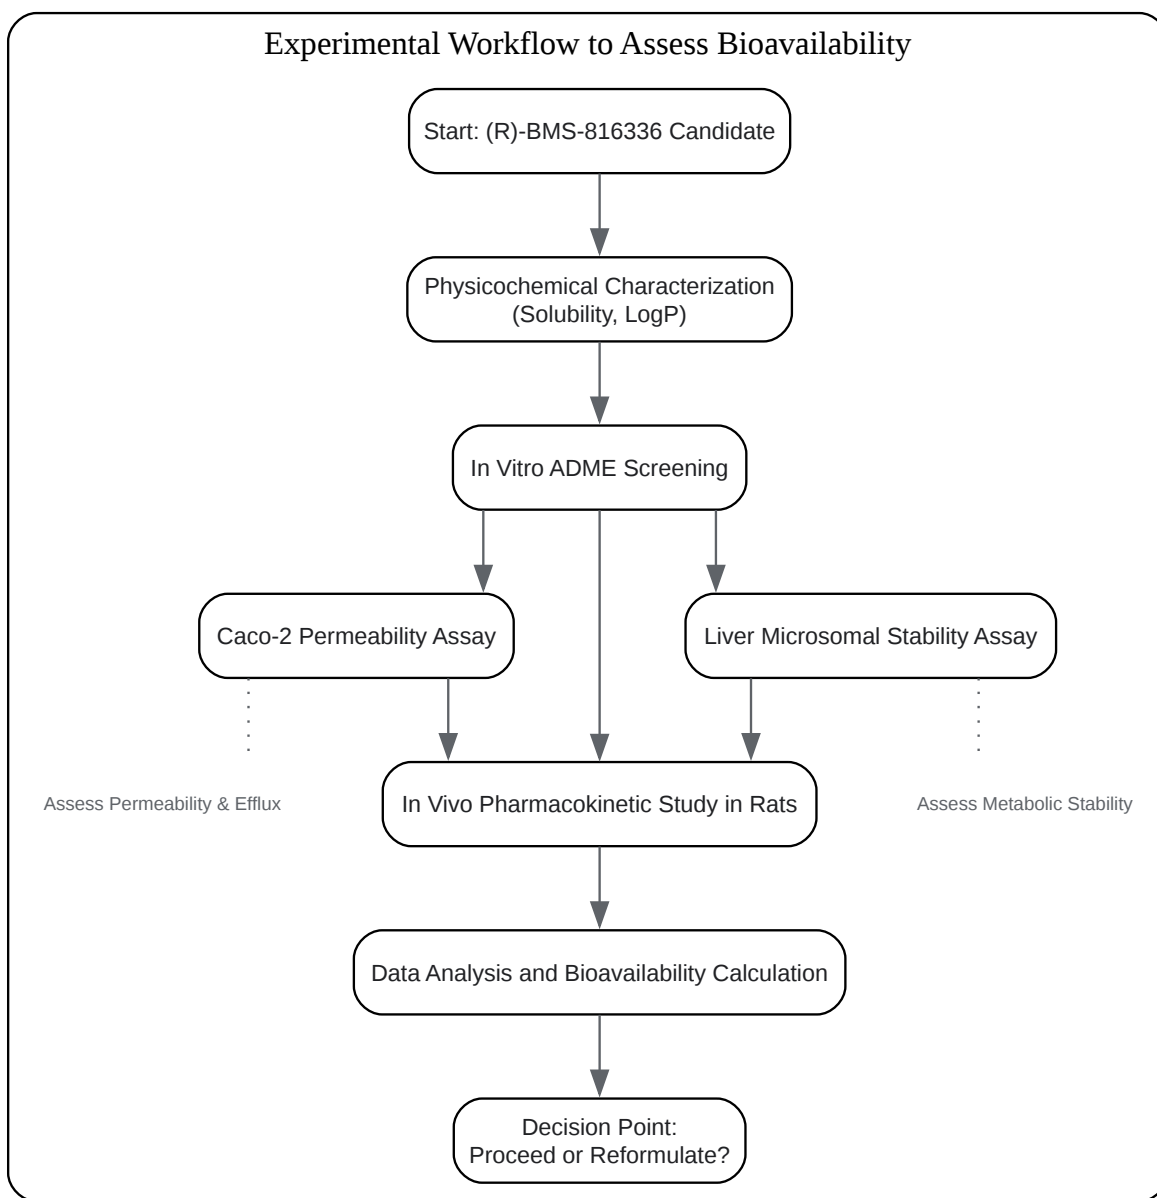 Experimental Workflow to Assess Bioavailability
Start: (R)-BMS-816336 Candidate
Physicochemical Characterization
(Solubility, LogP)
In Vitro ADME Screening
Caco-2 Permeability Assay
Liver Microsomal Stability Assay
Assess Permeability & Efflux
In Vivo Pharmacokinetic Study in Rats
Assess Metabolic Stability
Data Analysis and Bioavailability Calculation
Decision Point:
Proceed or Reformulate?